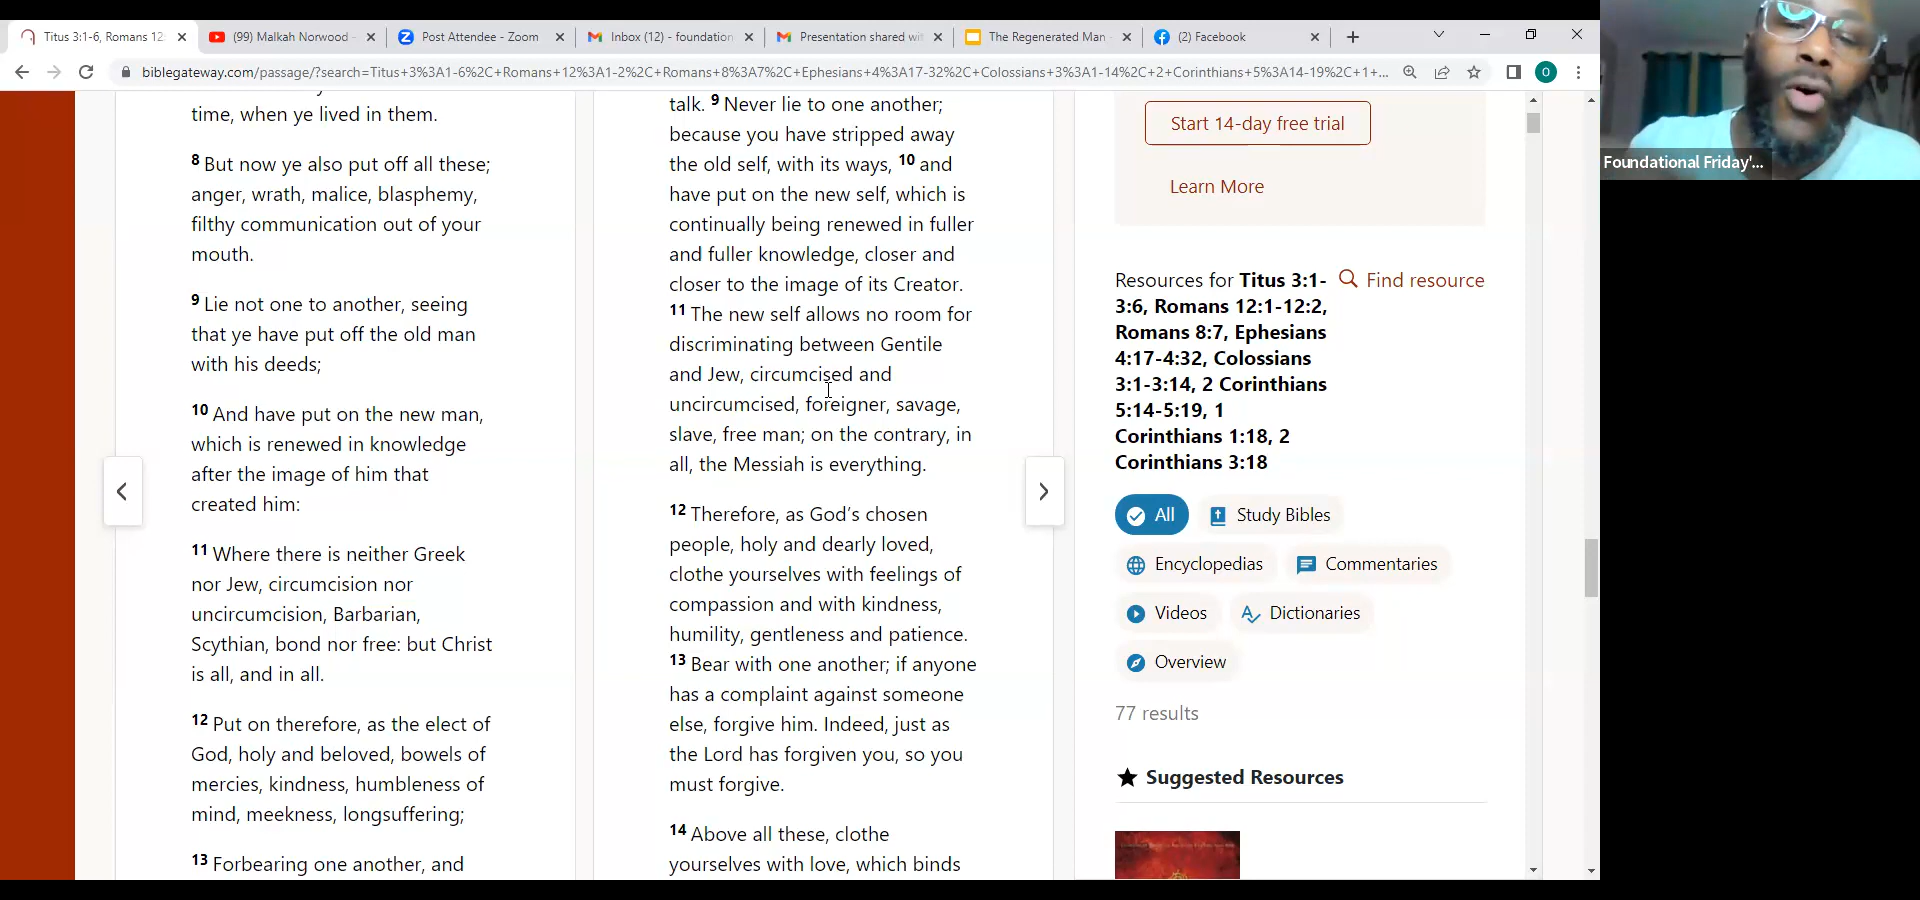 Titus 3:1-6, Romans 12:
(99) Malkah Norwood -
Post Attendee - Zoom
Inbox (12) - foundation
Presentation shared wi
The Regenerated Man -
(2) Facebook
biblegateway.com/passage/?search=Titus+3%3A1-6%2C+Romans+12%3A1-2%2C+Romans+8%3A7%2C+Ephesians+4%3A17-32%2C+Colossians+3%3A1-14%2C+2+Corinthians+5%3A14-19%2C+1+...
O
time, when ye lived in them.
8 But now ye also put off all these;
anger, wrath, malice, blasphemy,
filthy communication out of your
mouth.
9 Lie not one to another, seeing
that ye have put off the old man
with his deeds;
10 And have put on the new man,
which is renewed in knowledge
after the image of him that
created him:
11 Where there is neither Greek
nor Jew, circumcision nor
uncircumcision, Barbarian,
Scythian, bond nor free: but Christ
is all, and in all.
12 Put on therefore, as the elect of
God, holy and beloved, bowels of
mercies, kindness, humbleness of
mind, meekness, longsuffering;
13 Forbearing one another, and
talk. 9 Never lie to one another;
because you have stripped away
the old self, with its ways, 10 and
have put on the new self, which is
continually being renewed in fuller
and fuller knowledge, closer and
closer to the image of its Creator.
11 The new self allows no room for
discriminating between Gentile
and Jew, circumcised and
uncircumcised, foreigner, savage,
slave, free man; on the contrary, in
all, the Messiah is everything.
12 Therefore, as God's chosen
people, holy and dearly loved,
clothe yourselves with feelings of
compassion and with kindness,
humility, gentleness and patience.
13 Bear with one another; if anyone
has a complaint against someone
else, forgive him. Indeed, just as
the Lord has forgiven you, so you
must forgive.
14 Above all these, clothe
yourselves with love, which binds
Start 14-day free trial
Learn More
Resources for Titus 3:1-
3:6, Romans 12:1-12:2,
Romans 8:7, Ephesians
4:17-4:32, Colossians
3:1-3:14, 2 Corinthians
5:14-5:19, 1
Corinthians 1:18, 2
Corinthians 3:18
Find resource
All
Study Bibles
Encyclopedias
Commentaries
Videos
Dictionaries
Overview
77 results
Suggested Resources
Foundational Friday'...